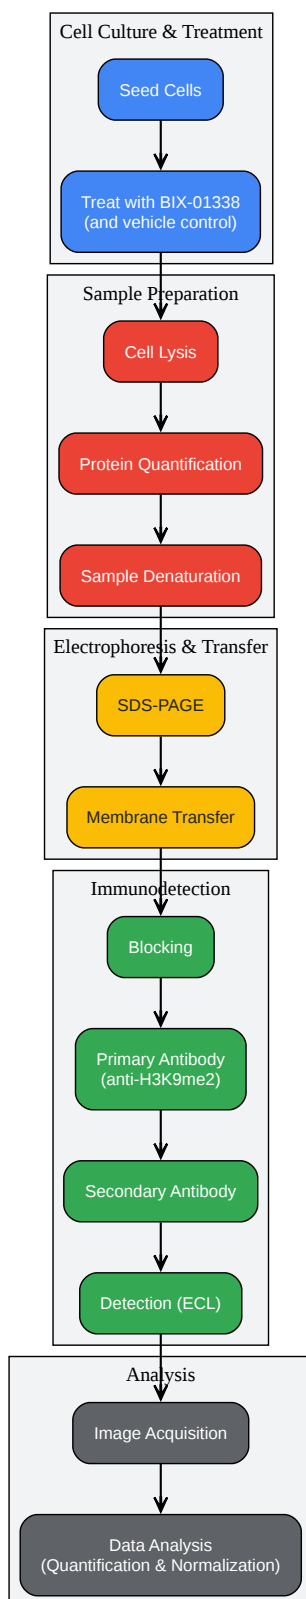 Cell Culture & Treatment
Seed Cells
Treat with BIX-01338
(and vehicle control)
Sample Preparation
Cell Lysis
Protein Quantification
Sample Denaturation
Electrophoresis & Transfer
SDS-PAGE
Membrane Transfer
Immunodetection
Blocking
Primary Antibody
(anti-H3K9me2)
Secondary Antibody
Detection (ECL)
Analysis
Image Acquisition
Data Analysis
(Quantification & Normalization)